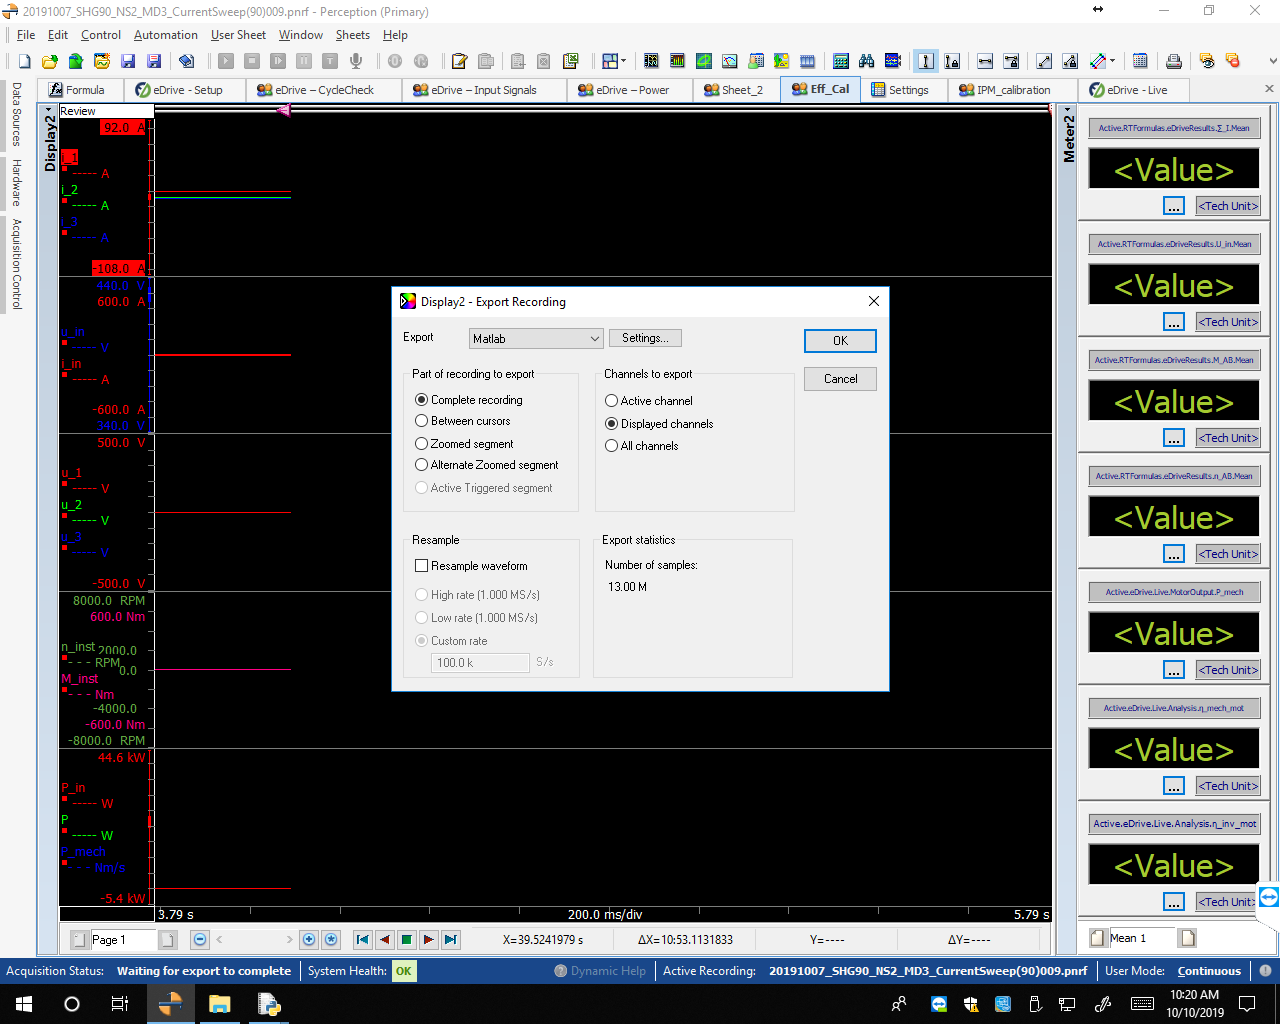 20191007_SHG90_NS2_MD3_CurrentSweep(90)009.pnrf - Perception (Primary)
File Edit Control Automation User Sheet Window Sheets Help
Formula eDrive - Setup eDrive – CycleCheck eDrive – Input Signals eDrive – Power Sheet_2 Eff_Cal Settings IPM_calibration eDrive - Live
Data Sources
Hardware
Acquisition Control
Display2
Review
92.0 A
i_1
----- A
i_2
----- A
i_3
----- A
-108.0 A
440.0 V
600.0 A
u_in
----- V
i_in
----- A
-600.0 A
340.0 V
500.0 V
u_1
----- V
u_2
----- V
u_3
----- V
-500.0 V
8000.0 RPM
600.0 Nm
n_inst 2000.0
- - - RPM 0.0
M_inst
- - - Nm
-4000.0
-600.0 Nm
-8000.0 RPM
44.6 kW
P_in
----- W
P
----- W
P_mech
- - - Nm/s
-5.4 kW
3.79 s 200.0 ms/div 5.79 s
Page 1 X=39.5241979 s ΔX=10:53.1131833 Y=---- ΔY=----
Display2 - Export Recording
Export Matlab Settings... OK
Cancel
Part of recording to export
Complete recording
Between cursors
Zoomed segment
Alternate Zoomed segment
Active Triggered segment
Channels to export
Active channel
Displayed channels
All channels
Resample
Resample waveform
High rate (1.000 MS/s)
Low rate (1.000 MS/s)
Custom rate
100.0 k S/s
Export statistics
Number of samples:
13.00 M
Meter2
Active.RTFormulas.eDriveResults.Σ_I.Mean
<Value>
... <Tech Unit>
Active.RTFormulas.eDriveResults.U_in.Mean
<Value>
... <Tech Unit>
Active.RTFormulas.eDriveResults.M_AB.Mean
<Value>
... <Tech Unit>
Active.RTFormulas.eDriveResults.η_AB.Mean
<Value>
... <Tech Unit>
Active.eDrive.Live.MotorOutput.P_mech
<Value>
... <Tech Unit>
Active.eDrive.Live.Analysis.η_mech_mot
<Value>
... <Tech Unit>
Active.eDrive.Live.Analysis.η_inv_mot
<Value>
... <Tech Unit>
Mean 1
Acquisition Status: Waiting for export to complete System Health: OK Dynamic Help Active Recording: 20191007_SHG90_NS2_MD3_CurrentSweep(90)009.pnrf User Mode: Continuous
10:20 AM
10/10/2019